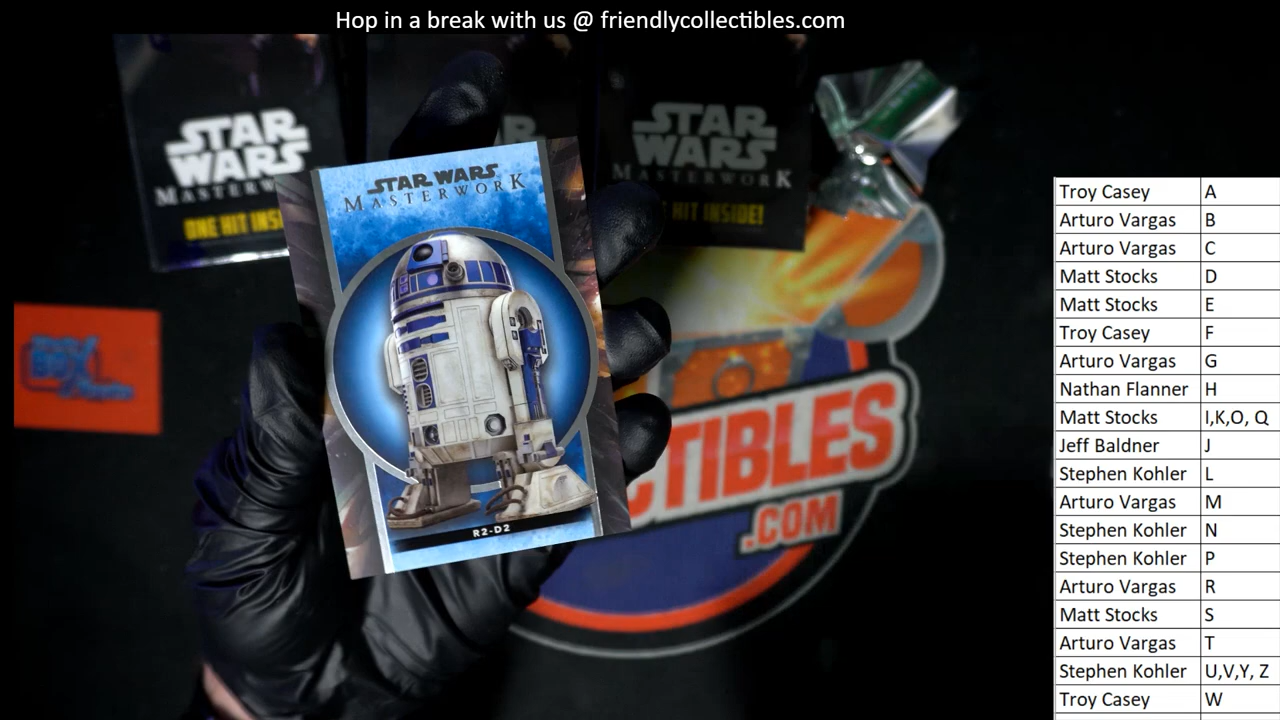 Hop in a break with us @ friendlycollectibles.com
STAR WARS
MASTERWORK
STAR WARS
MASTERW
ONE HIT INSI
STAR WARS
MASTERWORK
HIT INSIDE!
R2-D2
CTIBLES
.COM
Troy Casey A
Arturo Vargas B
Arturo Vargas C
Matt Stocks D
Matt Stocks E
Troy Casey F
Arturo Vargas G
Nathan Flanner H
Matt Stocks I,K,O, Q
Jeff Baldner J
Stephen Kohler L
Arturo Vargas M
Stephen Kohler N
Stephen Kohler P
Arturo Vargas R
Matt Stocks S
Arturo Vargas T
Stephen Kohler U,V,Y, Z
Troy Casey W